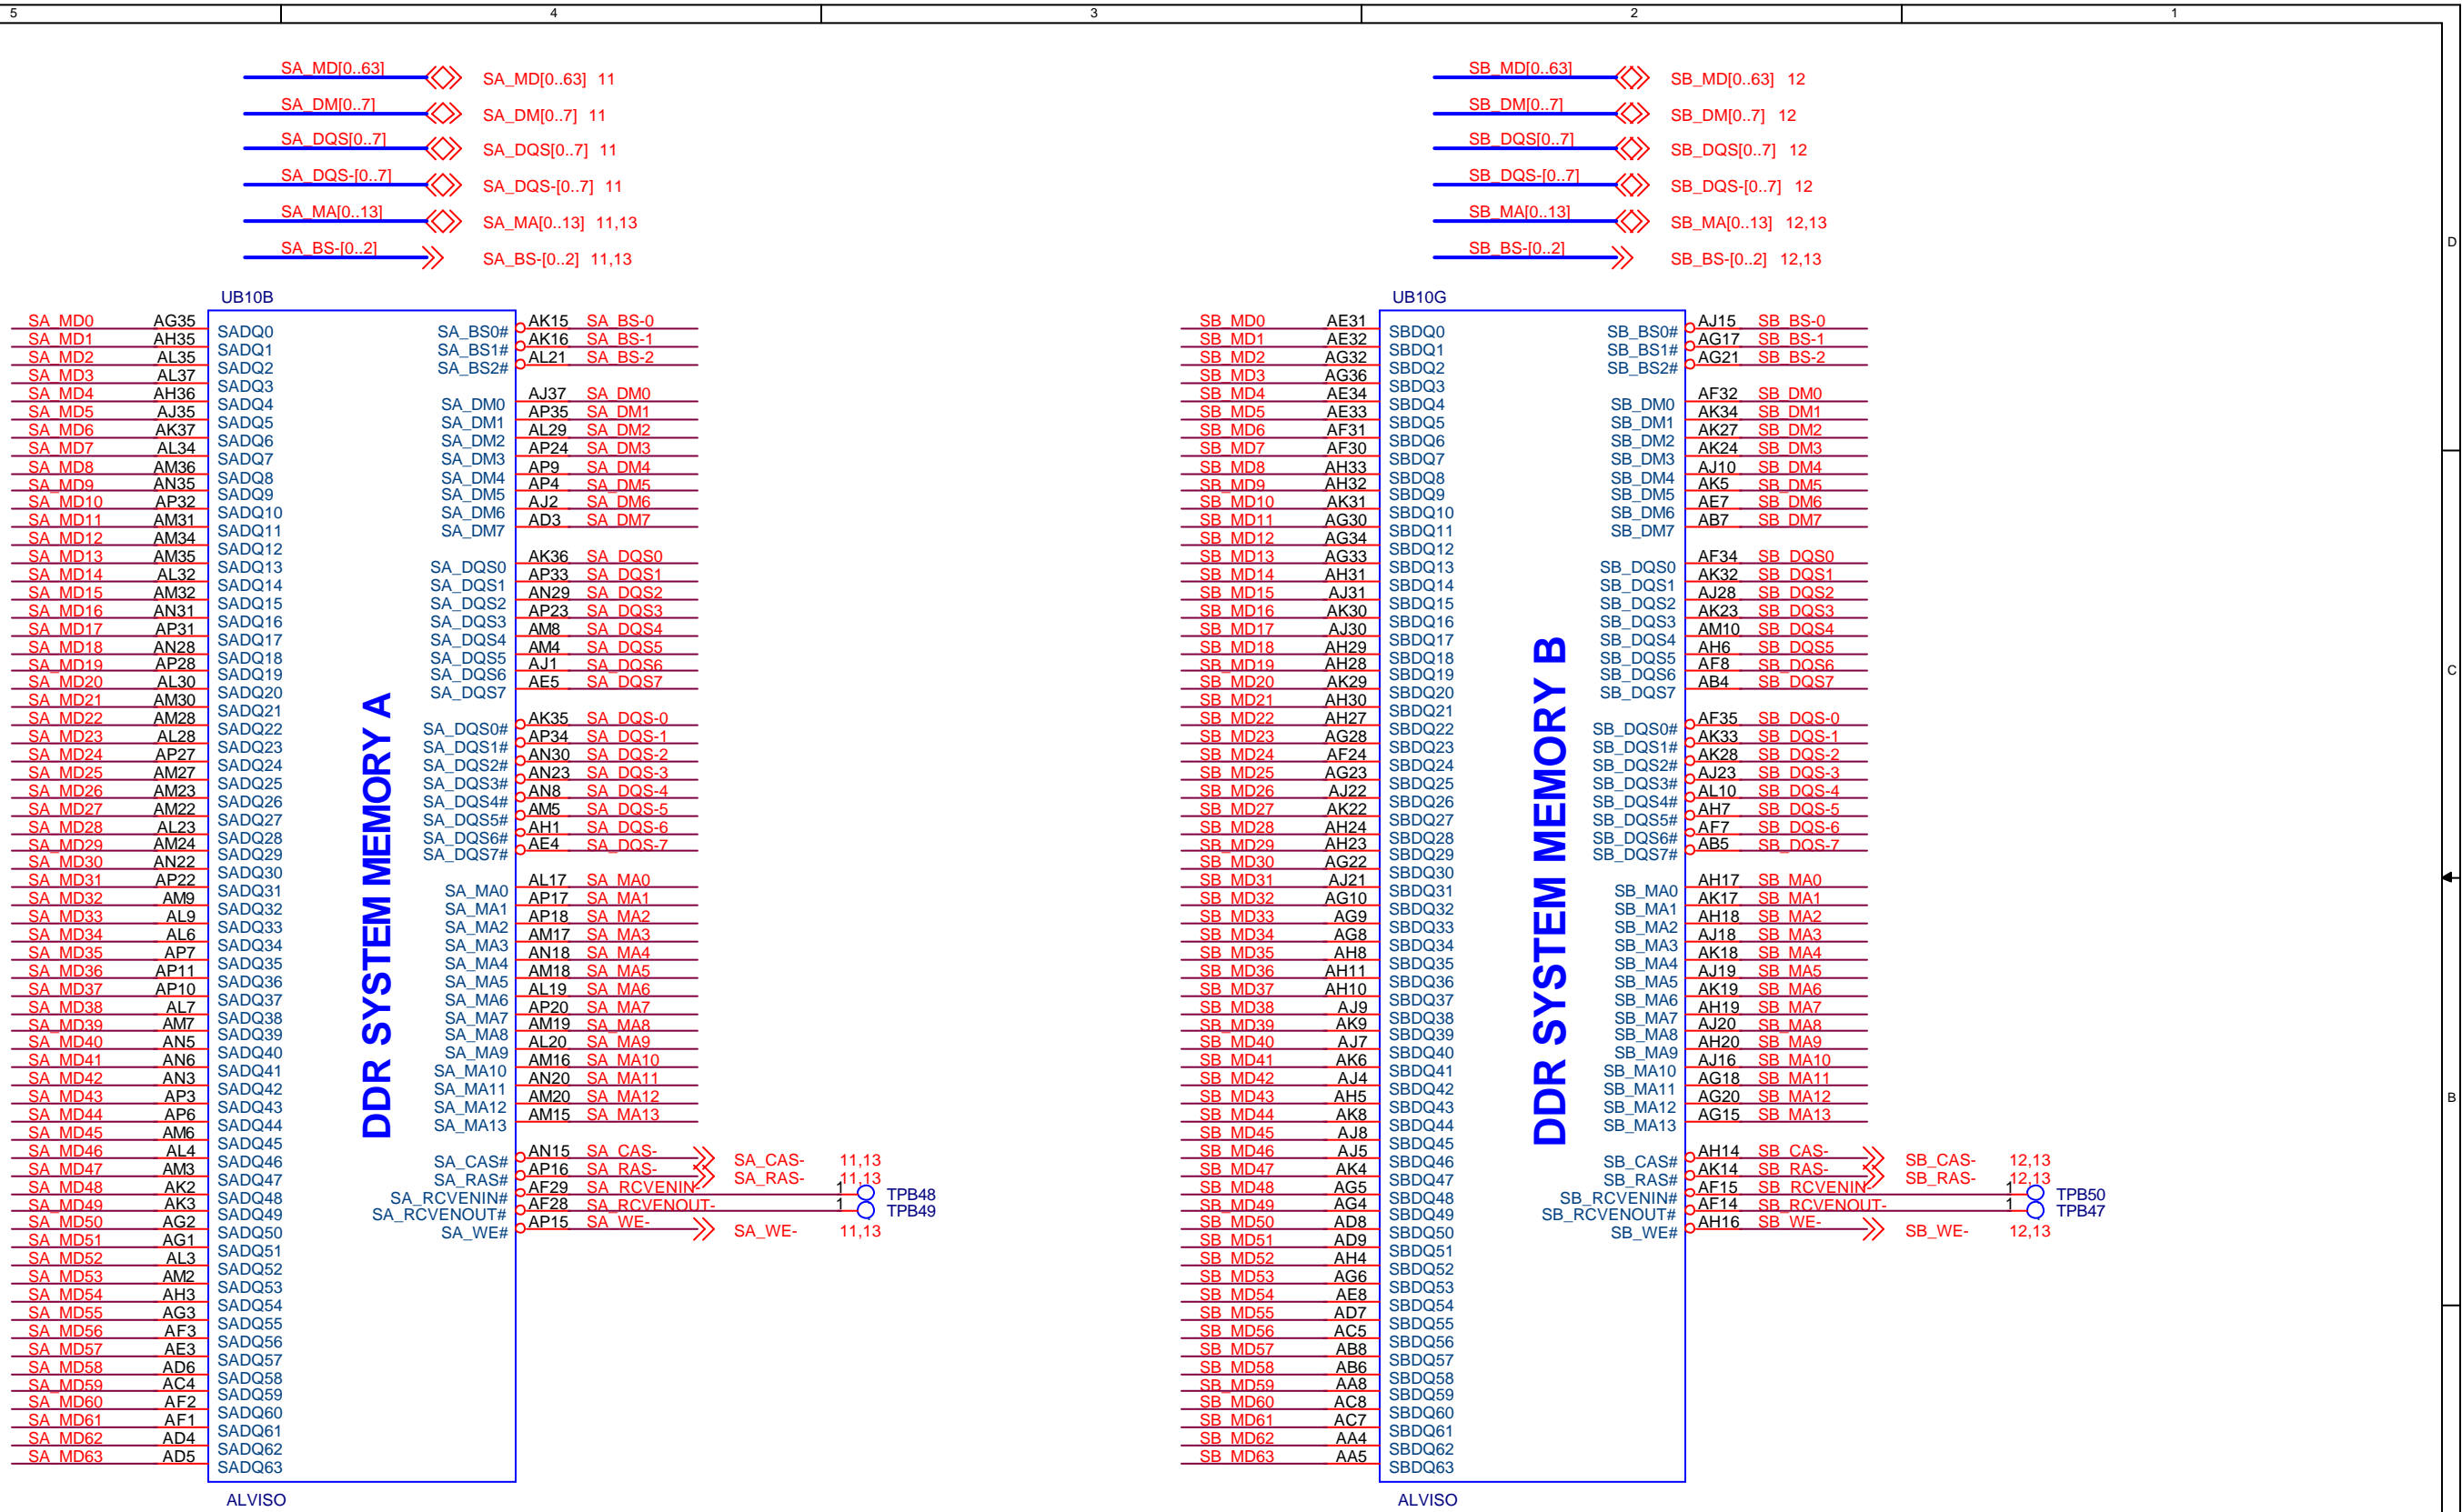 5 4 3 2 1
SA_MD[0..63] SA_MD[0..63] 11
SA_DM[0..7] SA_DM[0..7] 11
SA_DQS[0..7] SA_DQS[0..7] 11
SA_DQS-[0..7] SA_DQS-[0..7] 11
SA_MA[0..13] SA_MA[0..13] 11,13
SA_BS-[0..2] SA_BS-[0..2] 11,13
SB_MD[0..63] SB_MD[0..63] 12
SB_DM[0..7] SB_DM[0..7] 12
SB_DQS[0..7] SB_DQS[0..7] 12
SB_DQS-[0..7] SB_DQS-[0..7] 12
SB_MA[0..13] SB_MA[0..13] 12,13
SB_BS-[0..2] SB_BS-[0..2] 12,13
D
C
B
UB10B
SA_MD0 AG35 SADQ0
SA_MD1 AH35 SADQ1
SA_MD2 AL35 SADQ2
SA_MD3 AL37 SADQ3
SA_MD4 AH36 SADQ4
SA_MD5 AJ35 SADQ5
SA_MD6 AK37 SADQ6
SA_MD7 AL34 SADQ7
SA_MD8 AM36 SADQ8
SA_MD9 AN35 SADQ9
SA_MD10 AP32 SADQ10
SA_MD11 AM31 SADQ11
SA_MD12 AM34 SADQ12
SA_MD13 AM35 SADQ13
SA_MD14 AL32 SADQ14
SA_MD15 AM32 SADQ15
SA_MD16 AN31 SADQ16
SA_MD17 AP31 SADQ17
SA_MD18 AN28 SADQ18
SA_MD19 AP28 SADQ19
SA_MD20 AL30 SADQ20
SA_MD21 AM30 SADQ21
SA_MD22 AM28 SADQ22
SA_MD23 AL28 SADQ23
SA_MD24 AP27 SADQ24
SA_MD25 AM27 SADQ25
SA_MD26 AM23 SADQ26
SA_MD27 AM22 SADQ27
SA_MD28 AL23 SADQ28
SA_MD29 AM24 SADQ29
SA_MD30 AN22 SADQ30
SA_MD31 AP22 SADQ31
SA_MD32 AM9 SADQ32
SA_MD33 AL9 SADQ33
SA_MD34 AL6 SADQ34
SA_MD35 AP7 SADQ35
SA_MD36 AP11 SADQ36
SA_MD37 AP10 SADQ37
SA_MD38 AL7 SADQ38
SA_MD39 AM7 SADQ39
SA_MD40 AN5 SADQ40
SA_MD41 AN6 SADQ41
SA_MD42 AN3 SADQ42
SA_MD43 AP3 SADQ43
SA_MD44 AP6 SADQ44
SA_MD45 AM6 SADQ45
SA_MD46 AL4 SADQ46
SA_MD47 AM3 SADQ47
SA_MD48 AK2 SADQ48
SA_MD49 AK3 SADQ49
SA_MD50 AG2 SADQ50
SA_MD51 AG1 SADQ51
SA_MD52 AL3 SADQ52
SA_MD53 AM2 SADQ53
SA_MD54 AH3 SADQ54
SA_MD55 AG3 SADQ55
SA_MD56 AF3 SADQ56
SA_MD57 AE3 SADQ57
SA_MD58 AD6 SADQ58
SA_MD59 AC4 SADQ59
SA_MD60 AF2 SADQ60
SA_MD61 AF1 SADQ61
SA_MD62 AD4 SADQ62
SA_MD63 AD5 SADQ63
DDR SYSTEM MEMORY A
SA_BS0# AK15 SA_BS-0
SA_BS1# AK16 SA_BS-1
SA_BS2# AL21 SA_BS-2
SA_DM0 AJ37 SA_DM0
SA_DM1 AP35 SA_DM1
SA_DM2 AL29 SA_DM2
SA_DM3 AP24 SA_DM3
SA_DM4 AP9 SA_DM4
SA_DM5 AP4 SA_DM5
SA_DM6 AJ2 SA_DM6
SA_DM7 AD3 SA_DM7
SA_DQS0 AK36 SA_DQS0
SA_DQS1 AP33 SA_DQS1
SA_DQS2 AN29 SA_DQS2
SA_DQS3 AP23 SA_DQS3
SA_DQS4 AM8 SA_DQS4
SA_DQS5 AM4 SA_DQS5
SA_DQS6 AJ1 SA_DQS6
SA_DQS7 AE5 SA_DQS7
SA_DQS0# AK35 SA_DQS-0
SA_DQS1# AP34 SA_DQS-1
SA_DQS2# AN30 SA_DQS-2
SA_DQS3# AN23 SA_DQS-3
SA_DQS4# AN8 SA_DQS-4
SA_DQS5# AM5 SA_DQS-5
SA_DQS6# AH1 SA_DQS-6
SA_DQS7# AE4 SA_DQS-7
SA_MA0 AL17 SA_MA0
SA_MA1 AP17 SA_MA1
SA_MA2 AP18 SA_MA2
SA_MA3 AM17 SA_MA3
SA_MA4 AN18 SA_MA4
SA_MA5 AM18 SA_MA5
SA_MA6 AL19 SA_MA6
SA_MA7 AP20 SA_MA7
SA_MA8 AM19 SA_MA8
SA_MA9 AL20 SA_MA9
SA_MA10 AM16 SA_MA10
SA_MA11 AN20 SA_MA11
SA_MA12 AM20 SA_MA12
SA_MA13 AM15 SA_MA13
SA_CAS# AN15 SA_CAS- SA_CAS- 11,13
SA_RAS# AP16 SA_RAS- SA_RAS- 11,13
SA_RCVENIN# AF29 SA_RCVENIN- 1 TPB48
SA_RCVENOUT# AF28 SA_RCVENOUT- 1 TPB49
SA_WE# AP15 SA_WE- SA_WE- 11,13
ALVISO
UB10G
SB_MD0 AE31 SBDQ0
SB_MD1 AE32 SBDQ1
SB_MD2 AG32 SBDQ2
SB_MD3 AG36 SBDQ3
SB_MD4 AE34 SBDQ4
SB_MD5 AE33 SBDQ5
SB_MD6 AF31 SBDQ6
SB_MD7 AF30 SBDQ7
SB_MD8 AH33 SBDQ8
SB_MD9 AH32 SBDQ9
SB_MD10 AK31 SBDQ10
SB_MD11 AG30 SBDQ11
SB_MD12 AG34 SBDQ12
SB_MD13 AG33 SBDQ13
SB_MD14 AH31 SBDQ14
SB_MD15 AJ31 SBDQ15
SB_MD16 AK30 SBDQ16
SB_MD17 AJ30 SBDQ17
SB_MD18 AH29 SBDQ18
SB_MD19 AH28 SBDQ19
SB_MD20 AK29 SBDQ20
SB_MD21 AH30 SBDQ21
SB_MD22 AH27 SBDQ22
SB_MD23 AG28 SBDQ23
SB_MD24 AF24 SBDQ24
SB_MD25 AG23 SBDQ25
SB_MD26 AJ22 SBDQ26
SB_MD27 AK22 SBDQ27
SB_MD28 AH24 SBDQ28
SB_MD29 AH23 SBDQ29
SB_MD30 AG22 SBDQ30
SB_MD31 AJ21 SBDQ31
SB_MD32 AG10 SBDQ32
SB_MD33 AG9 SBDQ33
SB_MD34 AG8 SBDQ34
SB_MD35 AH8 SBDQ35
SB_MD36 AH11 SBDQ36
SB_MD37 AH10 SBDQ37
SB_MD38 AJ9 SBDQ38
SB_MD39 AK9 SBDQ39
SB_MD40 AJ7 SBDQ40
SB_MD41 AK6 SBDQ41
SB_MD42 AJ4 SBDQ42
SB_MD43 AH5 SBDQ43
SB_MD44 AK8 SBDQ44
SB_MD45 AJ8 SBDQ45
SB_MD46 AJ5 SBDQ46
SB_MD47 AK4 SBDQ47
SB_MD48 AG5 SBDQ48
SB_MD49 AG4 SBDQ49
SB_MD50 AD8 SBDQ50
SB_MD51 AD9 SBDQ51
SB_MD52 AH4 SBDQ52
SB_MD53 AG6 SBDQ53
SB_MD54 AE8 SBDQ54
SB_MD55 AD7 SBDQ55
SB_MD56 AC5 SBDQ56
SB_MD57 AB8 SBDQ57
SB_MD58 AB6 SBDQ58
SB_MD59 AA8 SBDQ59
SB_MD60 AC8 SBDQ60
SB_MD61 AC7 SBDQ61
SB_MD62 AA4 SBDQ62
SB_MD63 AA5 SBDQ63
DDR SYSTEM MEMORY B
SB_BS0# AJ15 SB_BS-0
SB_BS1# AG17 SB_BS-1
SB_BS2# AG21 SB_BS-2
SB_DM0 AF32 SB_DM0
SB_DM1 AK34 SB_DM1
SB_DM2 AK27 SB_DM2
SB_DM3 AK24 SB_DM3
SB_DM4 AJ10 SB_DM4
SB_DM5 AK5 SB_DM5
SB_DM6 AE7 SB_DM6
SB_DM7 AB7 SB_DM7
SB_DQS0 AF34 SB_DQS0
SB_DQS1 AK32 SB_DQS1
SB_DQS2 AJ28 SB_DQS2
SB_DQS3 AK23 SB_DQS3
SB_DQS4 AM10 SB_DQS4
SB_DQS5 AH6 SB_DQS5
SB_DQS6 AF8 SB_DQS6
SB_DQS7 AB4 SB_DQS7
SB_DQS0# AF35 SB_DQS-0
SB_DQS1# AK33 SB_DQS-1
SB_DQS2# AK28 SB_DQS-2
SB_DQS3# AJ23 SB_DQS-3
SB_DQS4# AL10 SB_DQS-4
SB_DQS5# AH7 SB_DQS-5
SB_DQS6# AF7 SB_DQS-6
SB_DQS7# AB5 SB_DQS-7
SB_MA0 AH17 SB_MA0
SB_MA1 AK17 SB_MA1
SB_MA2 AH18 SB_MA2
SB_MA3 AJ18 SB_MA3
SB_MA4 AK18 SB_MA4
SB_MA5 AJ19 SB_MA5
SB_MA6 AK19 SB_MA6
SB_MA7 AH19 SB_MA7
SB_MA8 AJ20 SB_MA8
SB_MA9 AH20 SB_MA9
SB_MA10 AJ16 SB_MA10
SB_MA11 AG18 SB_MA11
SB_MA12 AG20 SB_MA12
SB_MA13 AG15 SB_MA13
SB_CAS# AH14 SB_CAS- SB_CAS- 12,13
SB_RAS# AK14 SB_RAS- SB_RAS- 12,13
SB_RCVENIN# AF15 SB_RCVENIN- 1 TPB50
SB_RCVENOUT# AF14 SB_RCVENOUT- 1 TPB47
SB_WE# AH16 SB_WE- SB_WE- 12,13
ALVISO